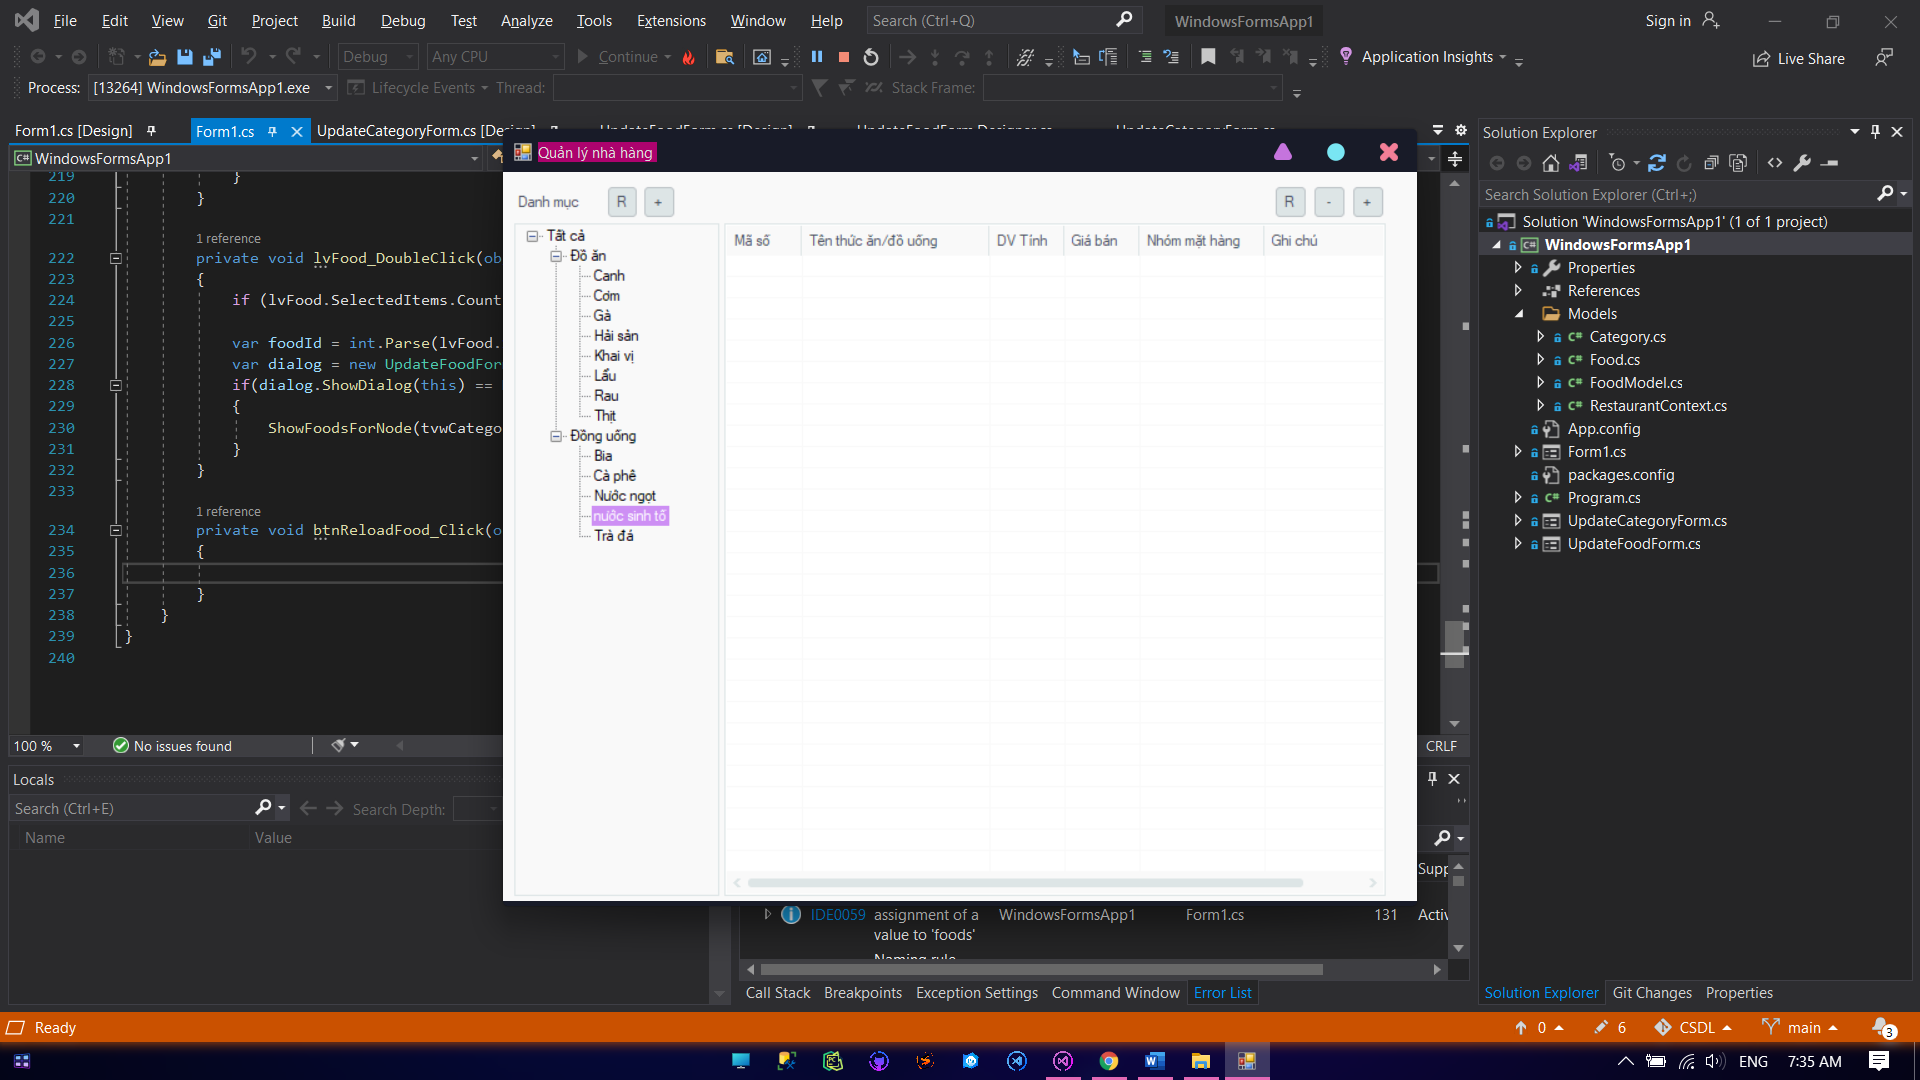 File Edit View Git Project Build Debug Test Analyze Tools Extensions Window Help Search (Ctrl+Q) WindowsFormsApp1 Sign in
Debug Any CPU Continue Application Insights Live Share
Process: [13264] WindowsFormsApp1.exe Lifecycle Events Thread: Stack Frame:
Form1.cs [Design] Form1.cs UpdateCategoryForm.cs [Design]
WindowsFormsApp1
219 }
220 }
221
1 reference
222 private void lvFood_DoubleClick(ob
223 {
224 if (lvFood.SelectedItems.Count
225
226 var foodId = int.Parse(lvFood.
227 var dialog = new UpdateFoodFor
228 if(dialog.ShowDialog(this) ==
229 {
230 ShowFoodsForNode(tvwCatego
231 }
232 }
233
1 reference
234 private void btnReloadFood_Click(o
235 {
236
237 }
238 }
239 }
240
100 % No issues found CRLF
Quản lý nhà hàng
Danh mục R + R - +
Tất cả
Đồ ăn
Canh
Cơm
Gà
Hải sản
Khai vị
Lẩu
Rau
Thịt
Đồng uống
Bia
Cà phê
Nước ngọt
nước sinh tố
Trà đá
Mã số Tên thức ăn/đồ uống DV Tính Giá bán Nhóm mặt hàng Ghi chú
Locals
Search (Ctrl+E) Search Depth:
Name Value
Supp
IDE0059 assignment of a value to 'foods' WindowsFormsApp1 Form1.cs 131 Activ
Call Stack Breakpoints Exception Settings Command Window Error List
Solution Explorer
Search Solution Explorer (Ctrl+;)
Solution 'WindowsFormsApp1' (1 of 1 project)
WindowsFormsApp1
Properties
References
Models
Category.cs
Food.cs
FoodModel.cs
RestaurantContext.cs
App.config
Form1.cs
packages.config
Program.cs
UpdateCategoryForm.cs
UpdateFoodForm.cs
Solution Explorer Git Changes Properties
Ready 0 6 CSDL main 3
ENG 7:35 AM